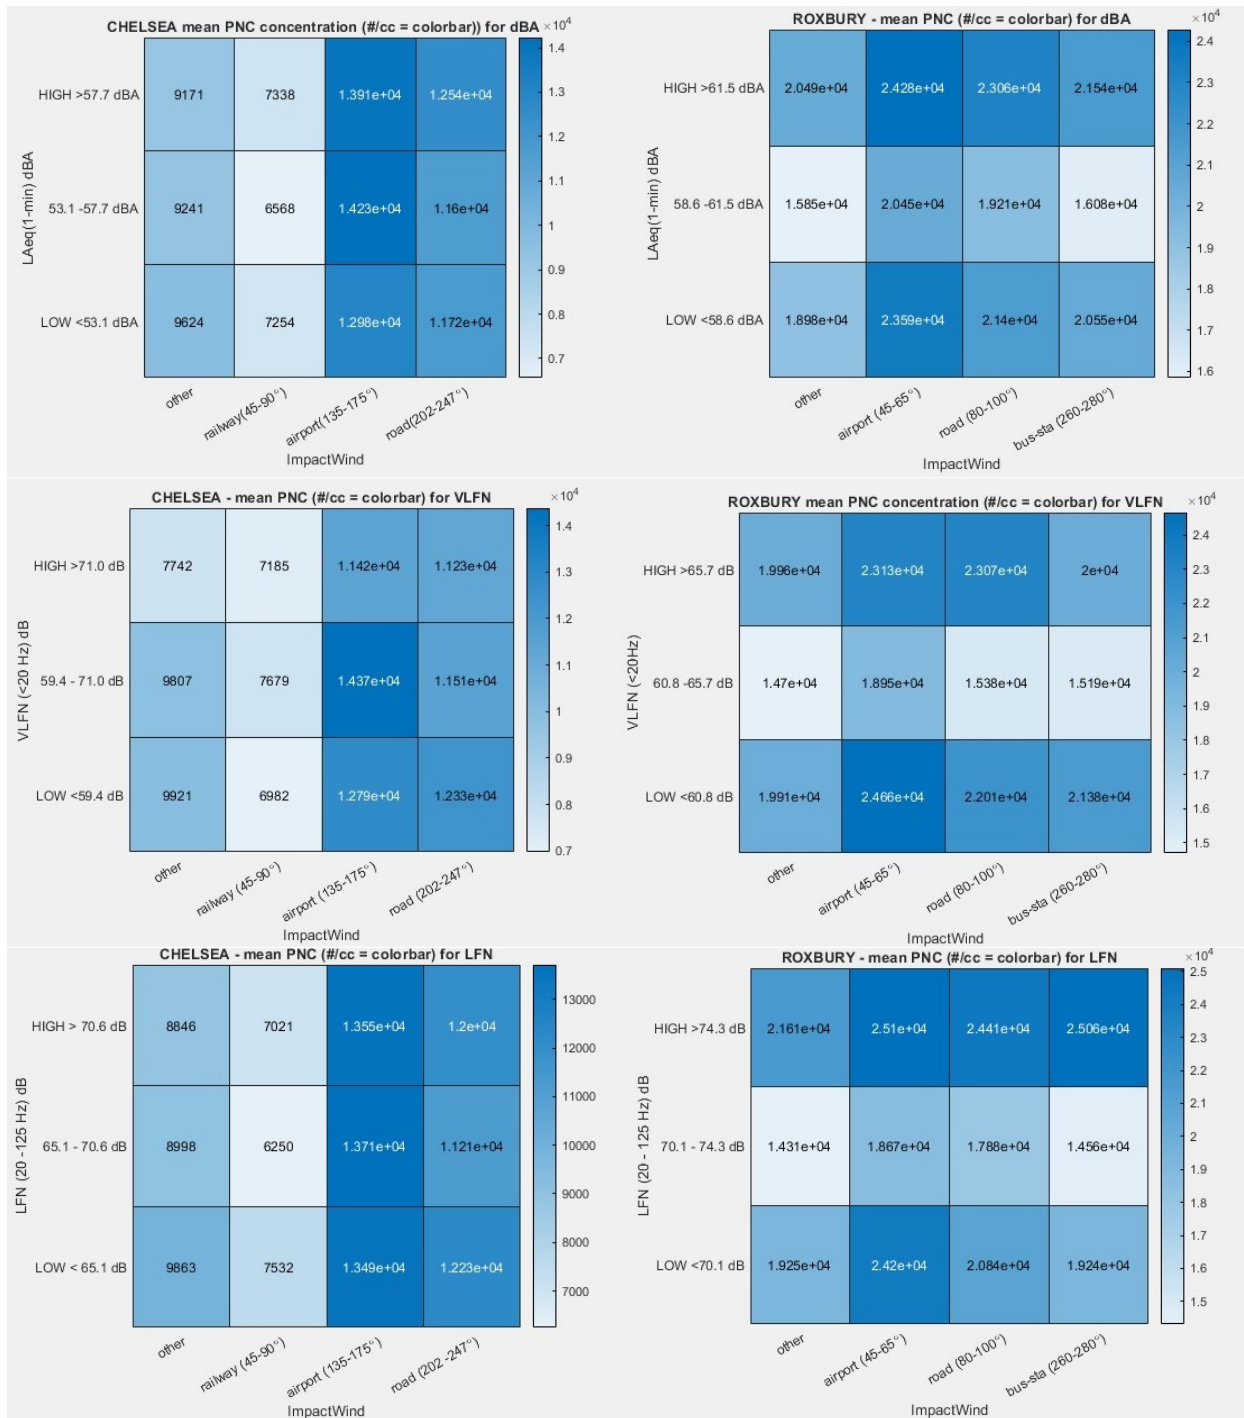 CHELSEA mean PNC concentration (#/cc = colorbar)) for dBA ×10⁴
HIGH >57.7 dBA 9171 7338 1.391e+04 1.254e+04
53.1 -57.7 dBA 9241 6568 1.423e+04 1.16e+04
LOW <53.1 dBA 9624 7254 1.298e+04 1.172e+04
LAeq(1-min) dBA
1.4
1.3
1.2
1.1
1
0.9
0.8
0.7
other railway(45-90°) airport(135-175°) road(202-247°)
ImpactWind
ROXBURY - mean PNC (#/cc = colorbar) for dBA ×10⁴
HIGH >61.5 dBA 2.049e+04 2.428e+04 2.306e+04 2.154e+04
58.6 -61.5 dBA 1.585e+04 2.045e+04 1.921e+04 1.608e+04
LOW <58.6 dBA 1.898e+04 2.359e+04 2.14e+04 2.055e+04
LAeq(1-min) dBA
2.4
2.3
2.2
2.1
2
1.9
1.8
1.7
1.6
other airport (45-65°) road (80-100°) bus-sta (260-280°)
ImpactWind
CHELSEA - mean PNC (#/cc = colorbar) for VLFN ×10⁴
HIGH >71.0 dB 7742 7185 1.142e+04 1.123e+04
59.4 - 71.0 dB 9807 7679 1.437e+04 1.151e+04
LOW <59.4 dB 9921 6982 1.279e+04 1.233e+04
VLFN (<20 Hz) dB
1.4
1.3
1.2
1.1
1
0.9
0.8
0.7
other railway (45-90°) airport (135-175°) road (202-247°)
ImpactWind
ROXBURY mean PNC concentration (#/cc = colorbar) for VLFN ×10⁴
HIGH >65.7 dB 1.996e+04 2.313e+04 2.307e+04 2e+04
60.8 -65.7 dB 1.47e+04 1.895e+04 1.538e+04 1.519e+04
LOW <60.8 dB 1.991e+04 2.466e+04 2.201e+04 2.138e+04
VLFN (<20Hz)
2.4
2.3
2.2
2.1
2
1.9
1.8
1.7
1.6
1.5
other airport (45-65°) road (80-100°) bus-sta (260-280°)
ImpactWind
CHELSEA - mean PNC (#/cc = colorbar) for LFN
HIGH > 70.6 dB 8846 7021 1.355e+04 1.2e+04
65.1 - 70.6 dB 8998 6250 1.371e+04 1.121e+04
LOW < 65.1 dB 9863 7532 1.349e+04 1.223e+04
LFN (20 -125 Hz) dB
13000
12000
11000
10000
9000
8000
7000
other railway (45-90°) airport (135-175°) road (202 -247°)
ImpactWind
ROXBURY - mean PNC (#/cc = colorbar) for LFN ×10⁴
HIGH >74.3 dB 2.161e+04 2.51e+04 2.441e+04 2.506e+04
70.1 - 74.3 dB 1.431e+04 1.867e+04 1.788e+04 1.456e+04
LOW <70.1 dB 1.925e+04 2.42e+04 2.084e+04 1.924e+04
LFN (20 - 125 Hz) dB
2.5
2.4
2.3
2.2
2.1
2
1.9
1.8
1.7
1.6
1.5
other airport (45-65°) road (80-100°) bus-sta (260-280°)
ImpactWind